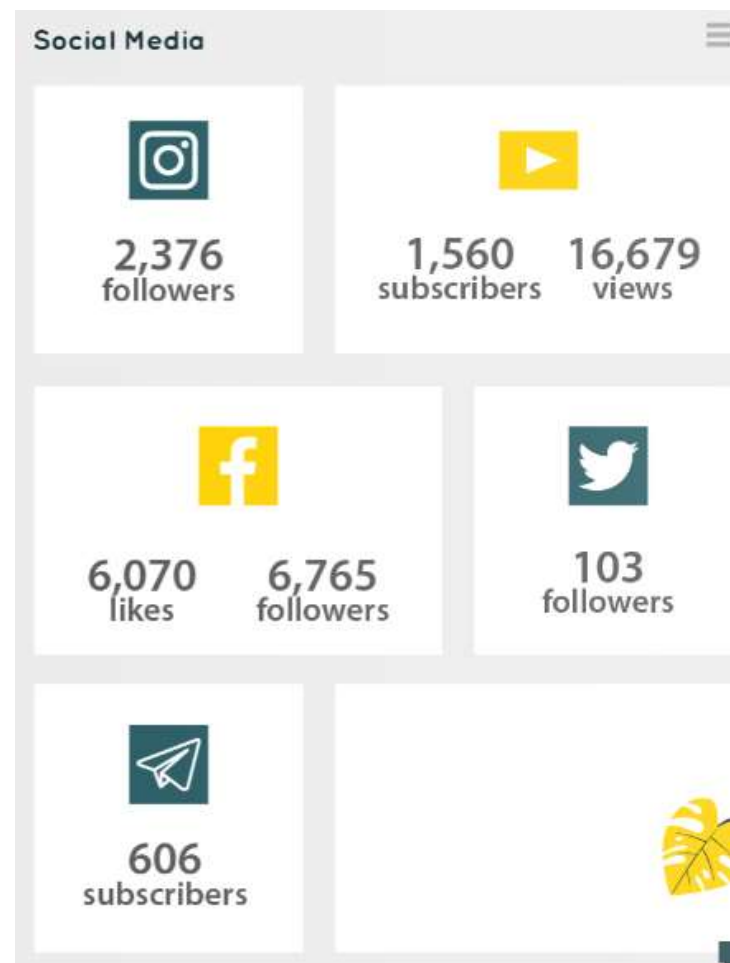 Social Media
2,376
followers
1,560 16,679
subscribers views
6,070 6,765
likes followers
103
followers
606
subscribers